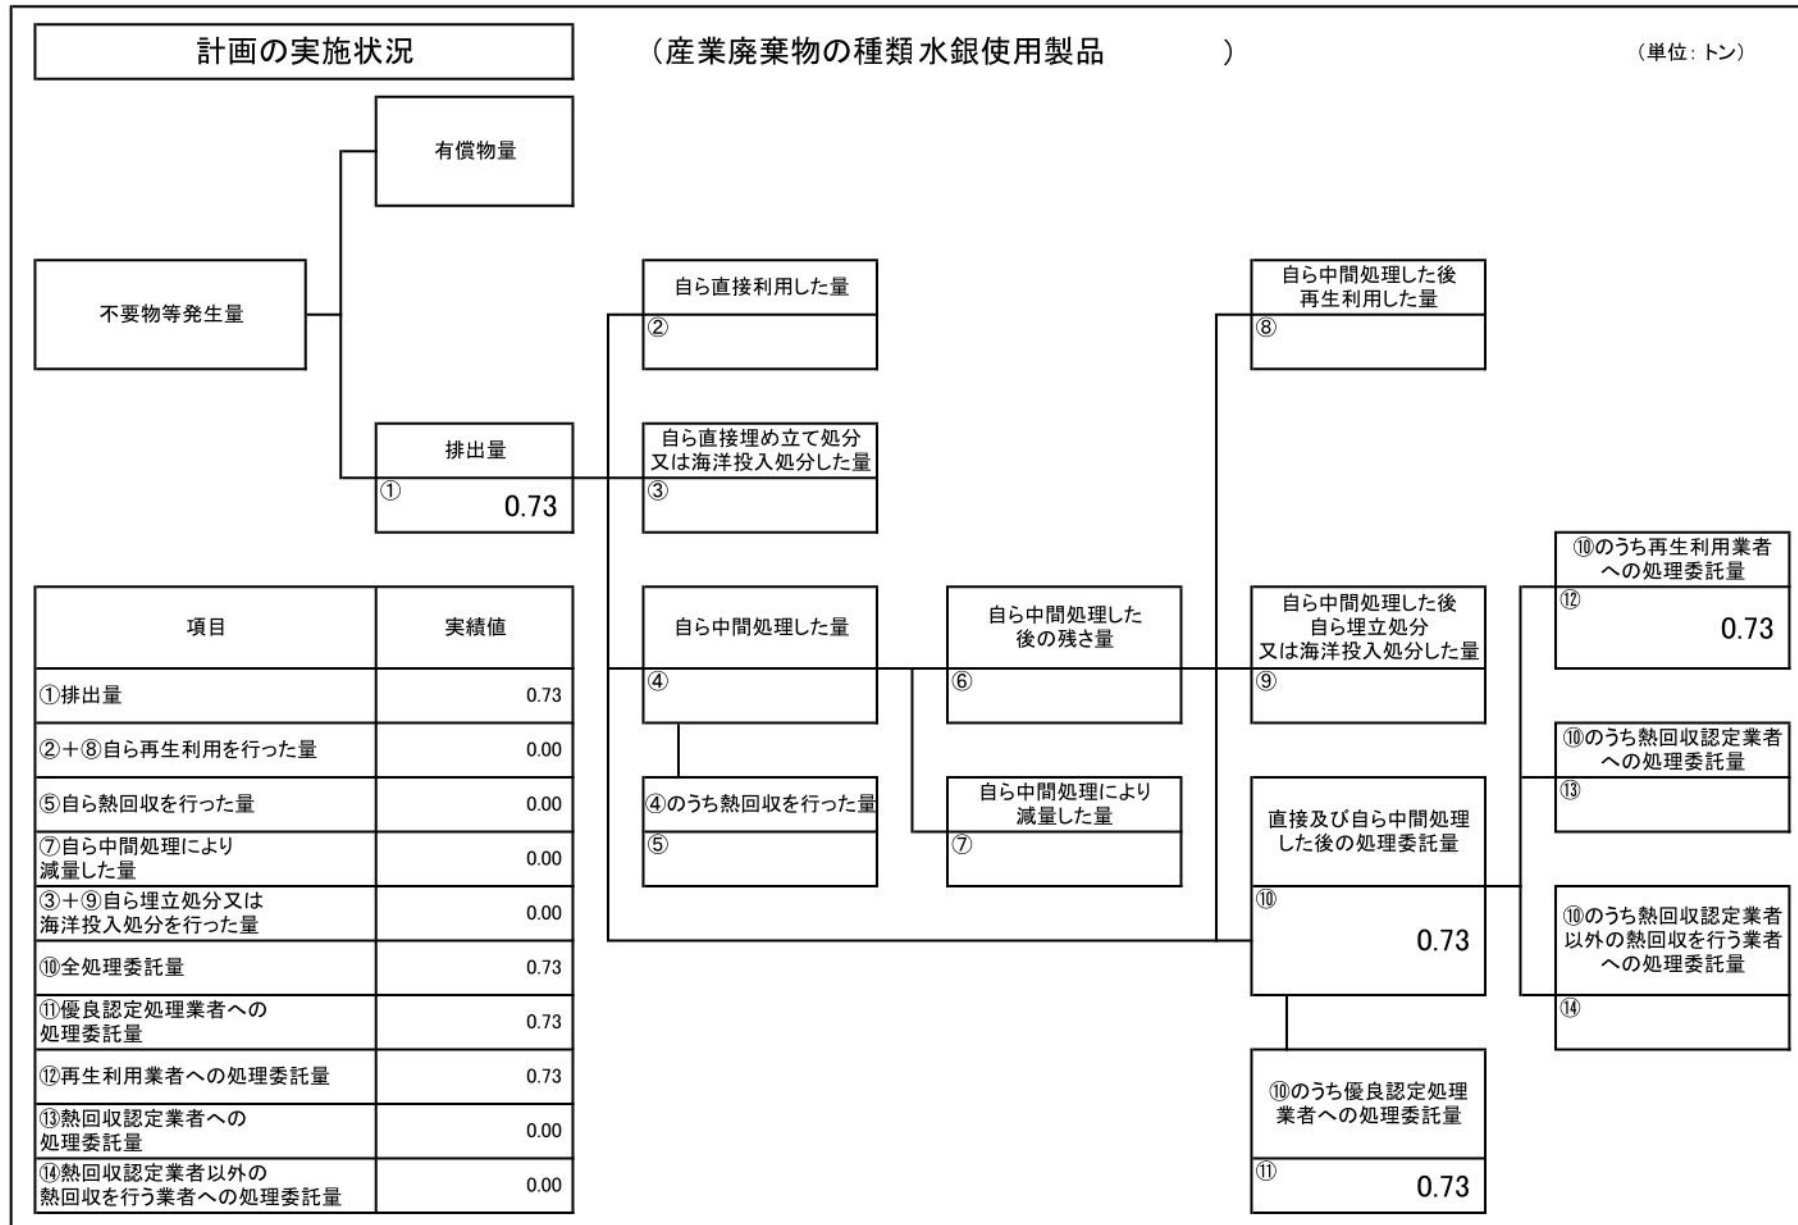 計画の実施状況
（産業廃棄物の種類 水銀使用製品　　　　）
（単位：トン）
有償物量
不要物等発生量
自ら直接利用した量
②
自ら中間処理した後
再生利用した量
⑧
排出量
①
0.73
自ら直接埋め立て処分
又は海洋投入処分した量
③
⑩のうち再生利用業者
への処理委託量
⑫
0.73
自ら中間処理した量
④
自ら中間処理した
後の残さ量
⑥
自ら中間処理した後
自ら埋立処分
又は海洋投入処分した量
⑨
⑩のうち熱回収認定業者
への処理委託量
⑬
④のうち熱回収を行った量
⑤
自ら中間処理により
減量した量
⑦
直接及び自ら中間処理
した後の処理委託量
⑩
0.73
⑩のうち熱回収認定業者
以外の熱回収を行う業者
への処理委託量
⑭
⑩のうち優良認定処理
業者への処理委託量
⑪
0.73
項目 実績値
①排出量 0.73
②＋⑧自ら再生利用を行った量 0.00
⑤自ら熱回収を行った量 0.00
⑦自ら中間処理により
減量した量 0.00
③＋⑨自ら埋立処分又は
海洋投入処分を行った量 0.00
⑩全処理委託量 0.73
⑪優良認定処理業者への
処理委託量 0.73
⑫再生利用業者への処理委託量 0.73
⑬熱回収認定業者への
処理委託量 0.00
⑭熱回収認定業者以外の
熱回収を行う業者への処理委託量 0.00